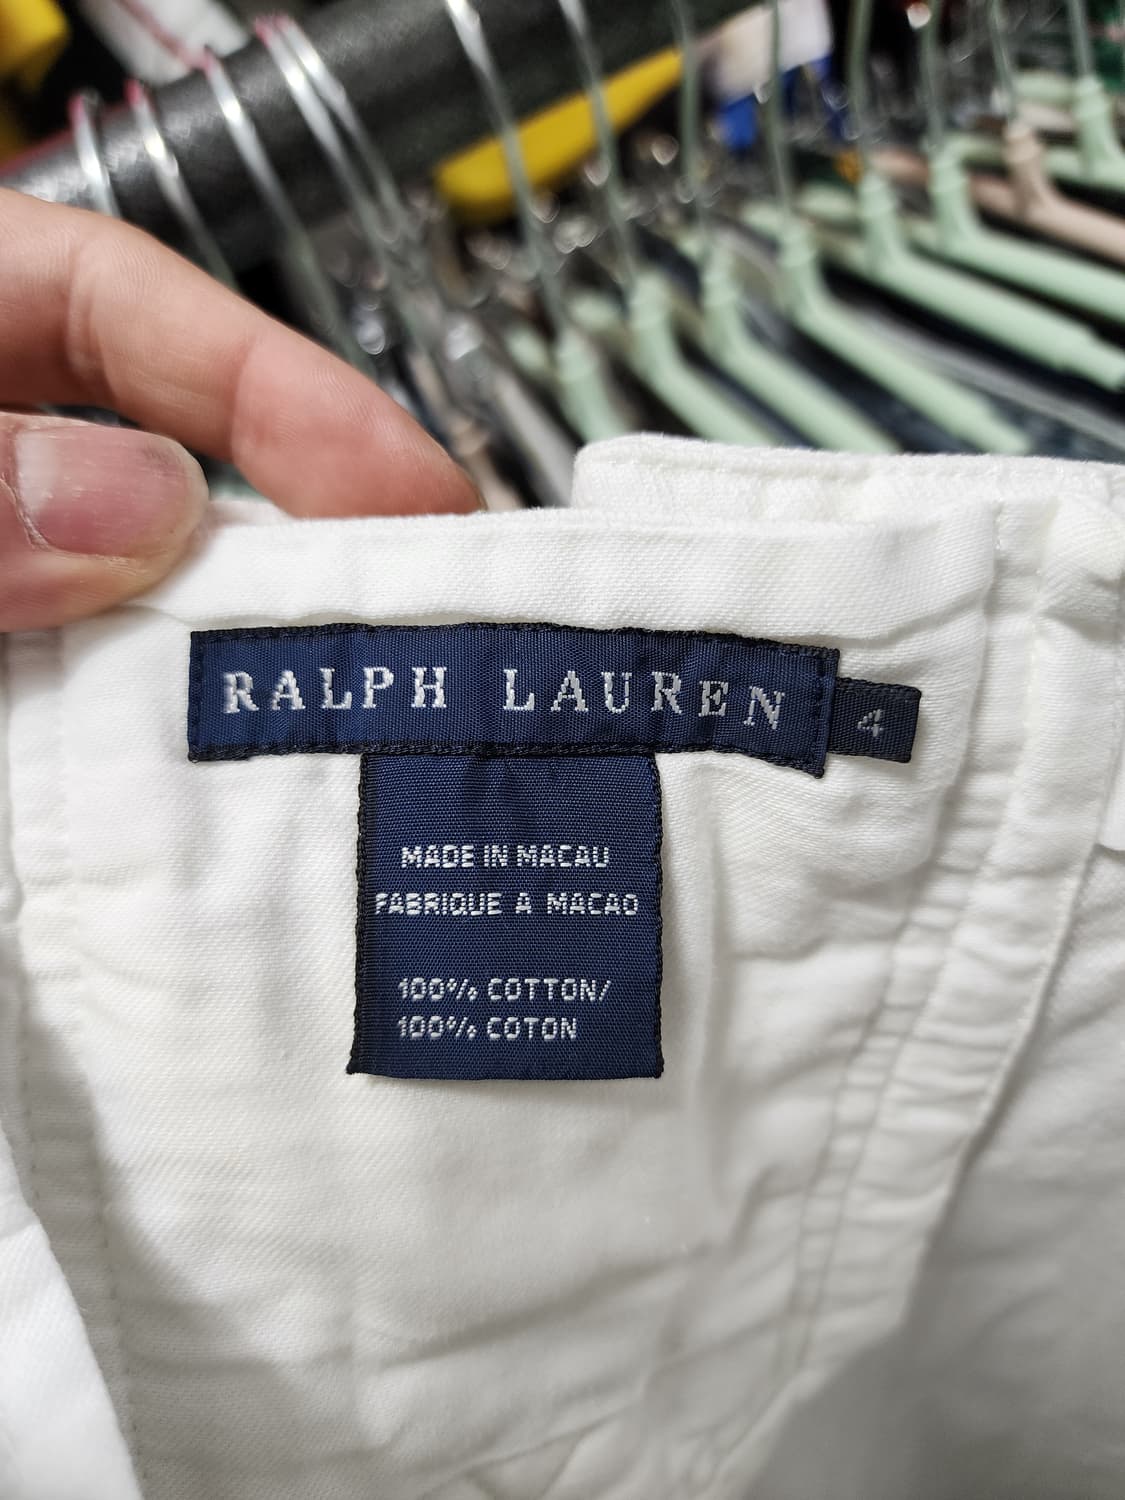 RALPH LAUREN
4
MADE IN MACAU
FABRIQUE A MACAO
100% COTTON/
100% COTON